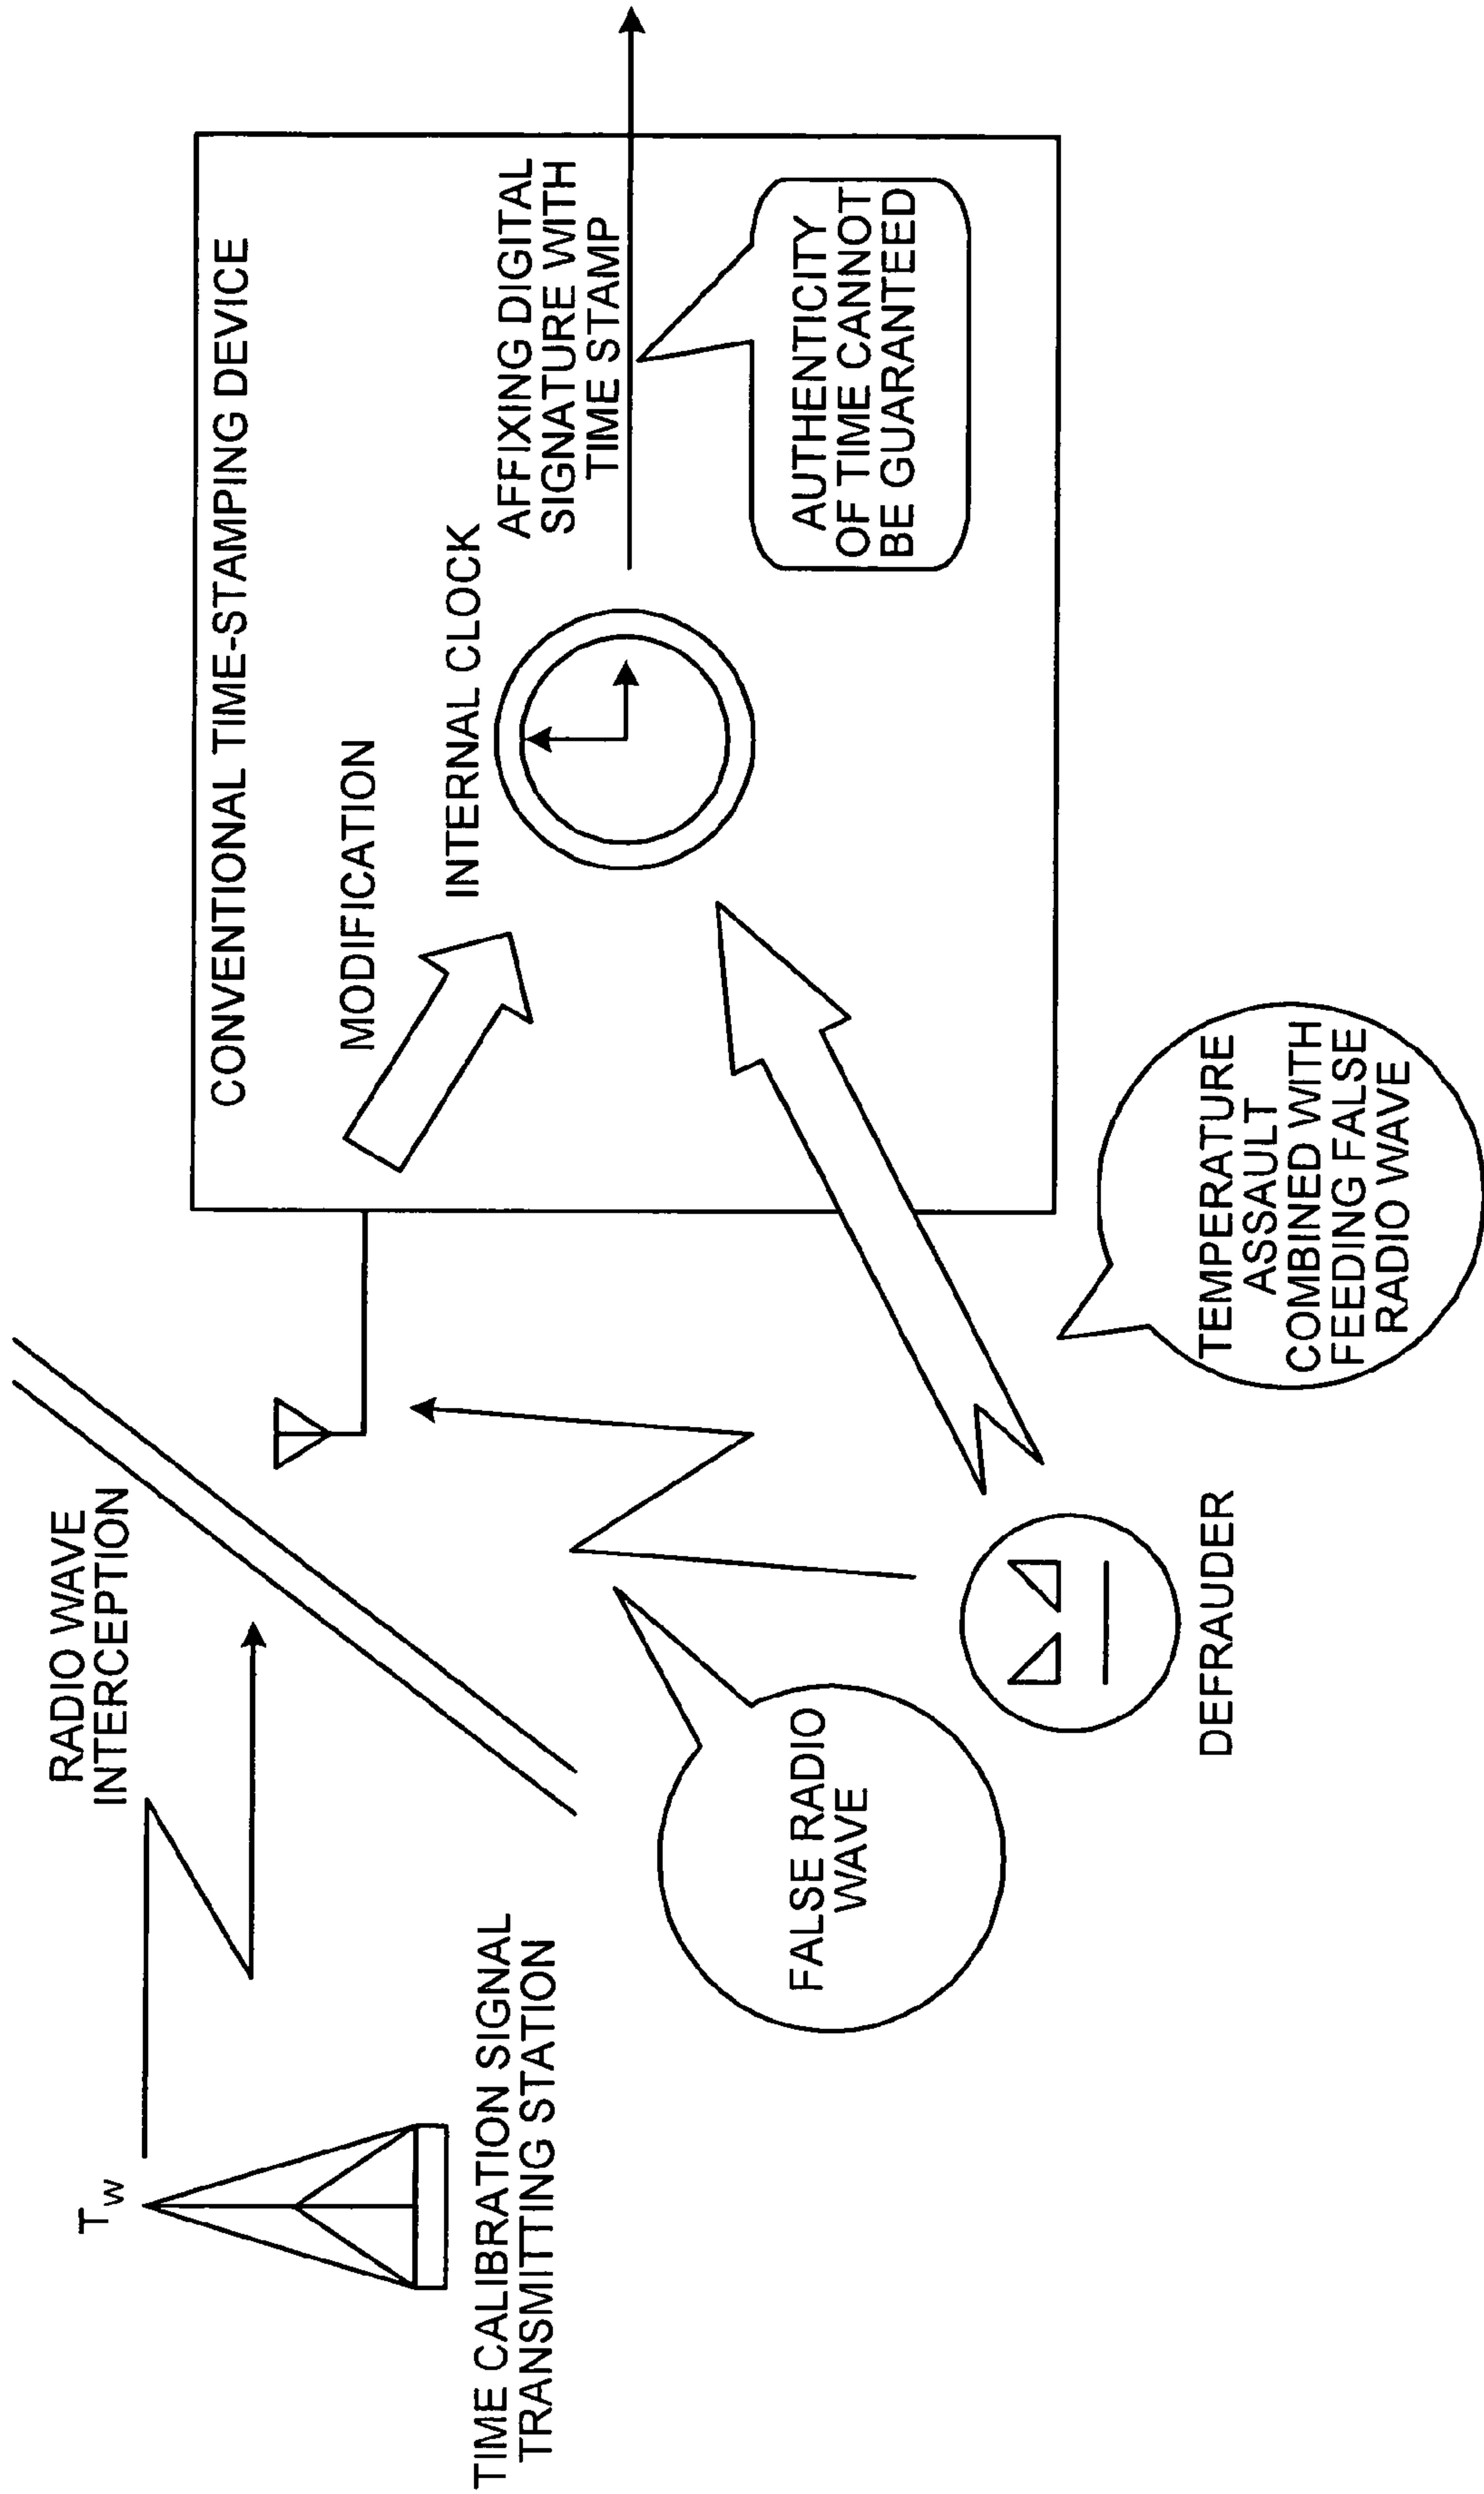 T W
TIME CALIBRATION SIGNAL
TRANSMITTING STATION
RADIO WAVE
INTERCEPTION
FALSE RADIO
WAVE
DEFRAUDER
TEMPERATURE
ASSAULT
COMBINED WITH
FEEDING FALSE
RADIO WAVE
CONVENTIONAL TIME-STAMPING DEVICE
MODIFICATION
INTERNAL CLOCK
AFFIXING DIGITAL
SIGNATURE WITH
TIME STAMP
AUTHENTICITY
OF TIME CANNOT
BE GUARANTEED